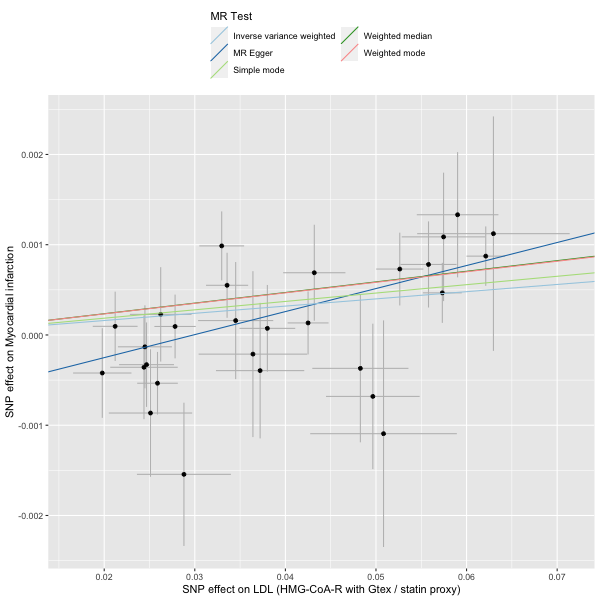 MR Test
Inverse variance weighted
Weighted median
MR Egger
Weighted mode
Simple mode
0.002
0.001
0.000
-0.001
-0.002
SNP effect on Myocardial infarction
0.02
0.03
0.04
0.05
0.06
0.07
SNP effect on LDL (HMG-CoA-R with Gtex / statin proxy)